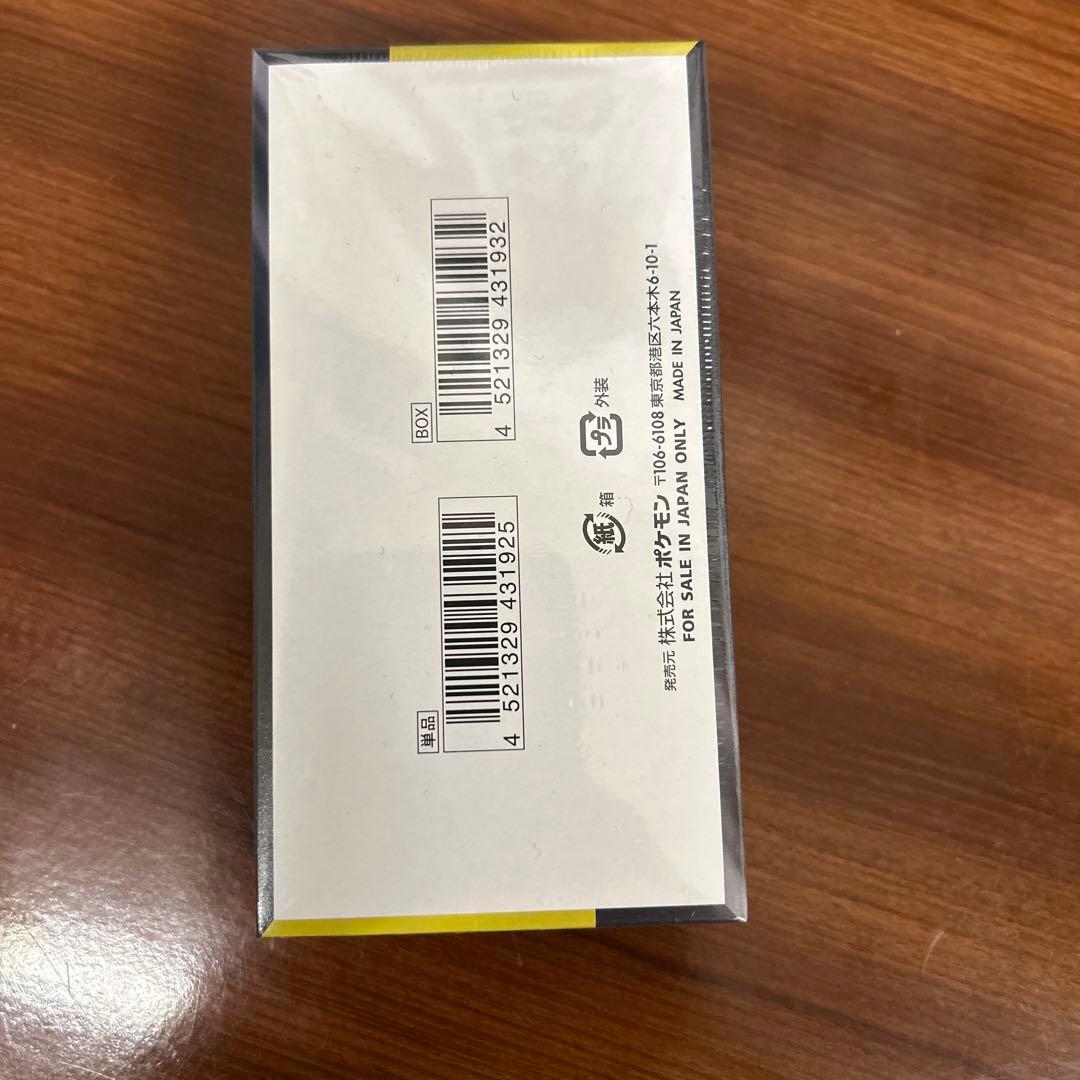 単品
4 521329 431925
BOX
4 521329 431932
紙 箱
プラ 外装
発売元 株式会社 ポケモン 〒106-6108 東京都港区六本木6-10-1
FOR SALE IN JAPAN ONLY MADE IN JAPAN